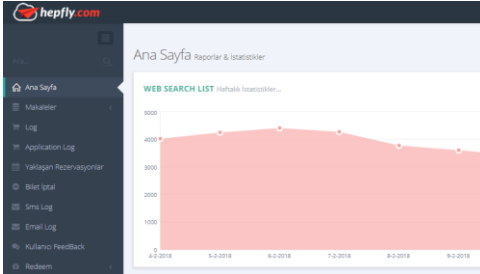 hepfly.com
Ara...
Ana Sayfa
Makaleler
Log
Application Log
Yaklaşan Rezervasyonlar
Bilet Iptal
Sms Log
Email Log
Kullanıcı FeedBack
Redeem
Ana Sayfa Raporlar & İstatistikler
WEB SEARCH LIST Haftalık İstatistikler...
5000
4000
3000
2000
1000
0
4-2-2018 5-2-2018 6-2-2018 7-2-2018 8-2-2018 9-2-2018